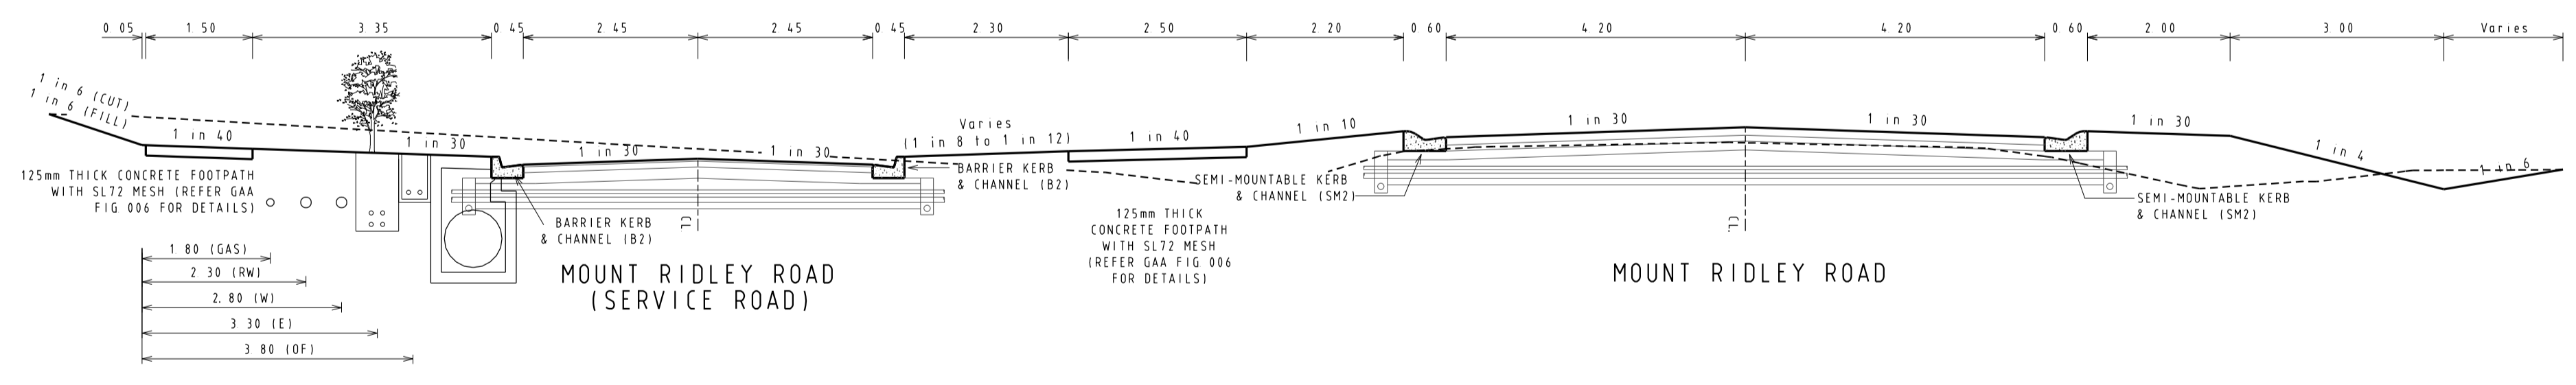 0 05 1 50 3 35 0 45 2 45 2 45 0 45 2 30 2 50 2 20 0 60 4 20 4 20 0 60 2 00 3 00 Varies
1 in 6 (CUT)
1 in 6 (FILL)
1 in 40
1 in 30
1 in 30
1 in 30
Varies
(1 in 8 to 1 in 12)
1 in 40
1 in 10
1 in 30
1 in 30
1 in 30
1 in 4
1 in 6
125mm THICK CONCRETE FOOTPATH
WITH SL72 MESH (REFER GAA
FIG 006 FOR DETAILS)
BARRIER KERB
& CHANNEL (B2)
BARRIER KERB
& CHANNEL (B2)
SEMI-MOUNTABLE KERB
& CHANNEL (SM2)
SEMI-MOUNTABLE KERB
& CHANNEL (SM2)
125mm THICK
CONCRETE FOOTPATH
WITH SL72 MESH
(REFER GAA FIG 006
FOR DETAILS)
CL
CL
MOUNT RIDLEY ROAD
(SERVICE ROAD)
MOUNT RIDLEY ROAD
1 80 (GAS)
2 30 (RW)
2.80 (W)
3 30 (E)
3 80 (OF)